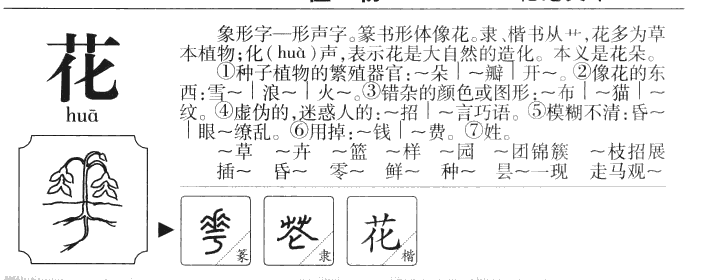 花
huā
象形字—形声字。篆书形体像花。隶、楷书从艹,花多为草
本植物;化(huà)声,表示花是大自然的造化。本义是花朵。
①种子植物的繁殖器官:~朵|~瓣|开~。②像花的东
西:雪~|浪~|火~。③错杂的颜色或图形:~布|~猫|~
纹。④虚伪的,迷惑人的:~招|~言巧语。⑤模糊不清:昏~
|眼~缭乱。⑥用掉:~钱|~费。⑦姓。
~草 ~卉 ~篮 ~样 ~园 ~团锦簇 ~枝招展
插~ 昏~ 零~ 鲜~ 种~ 昙~一现 走马观~
花 篆 花 隶 花 楷